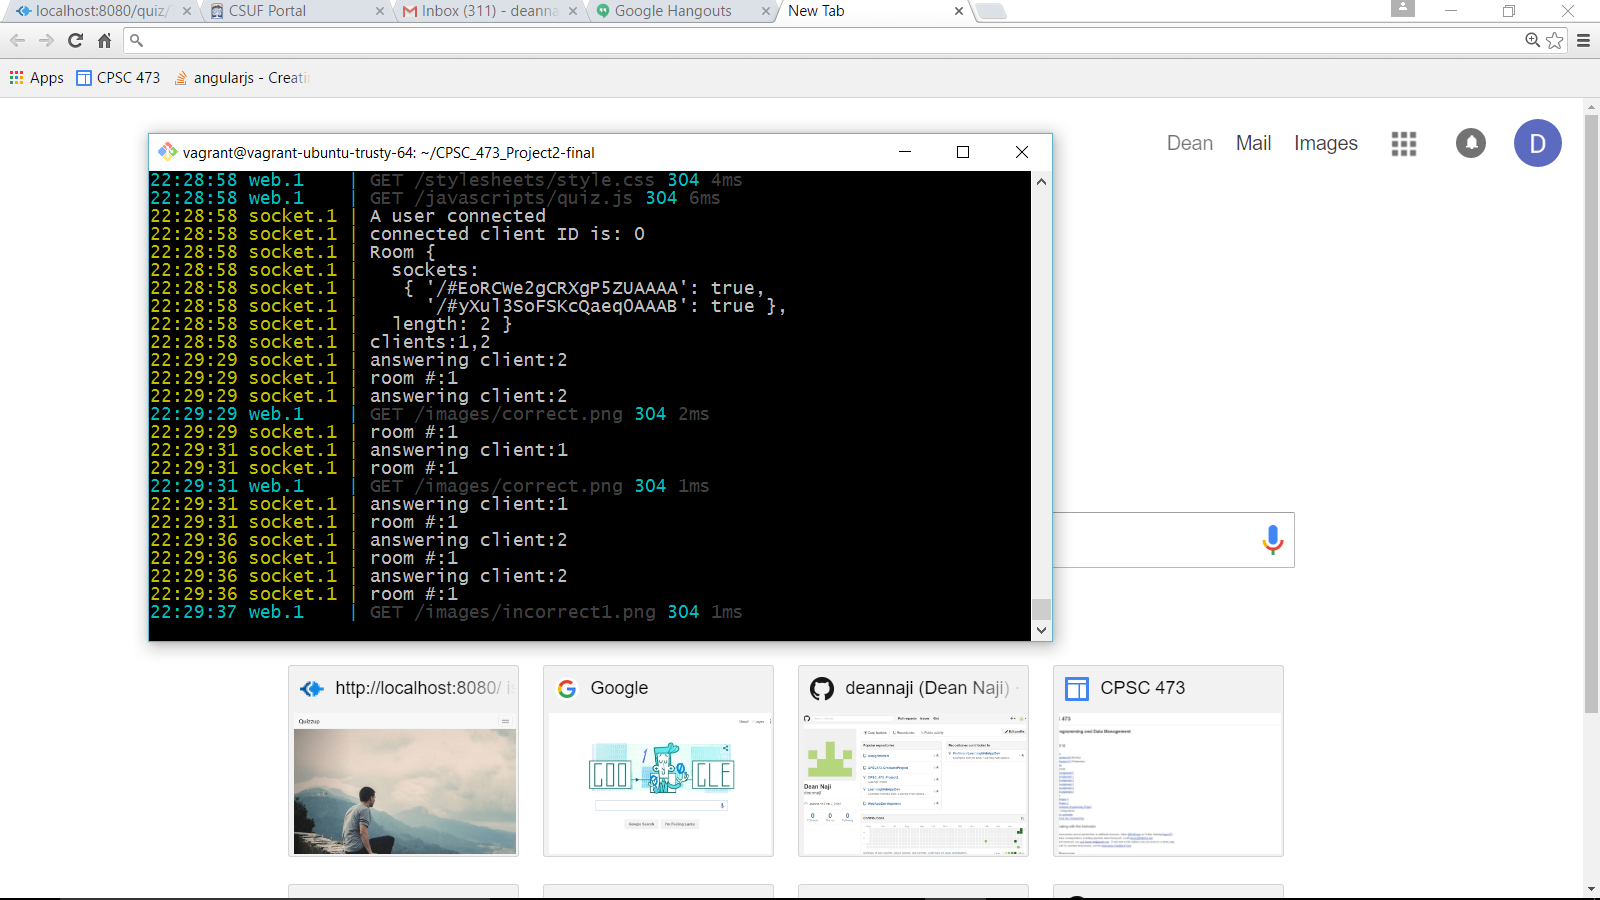 localhost:8080/quiz/
CSUF Portal
Inbox (311) - deanna
Google Hangouts
New Tab
Apps
CPSC 473
angularjs - Creati
Dean
Mail
Images
D
vagrant@vagrant-ubuntu-trusty-64: ~/CPSC_473_Project2-final
22:28:58 web.1    | GET /stylesheets/style.css 304 4ms
22:28:58 web.1    | GET /javascripts/quiz.js 304 6ms
22:28:58 socket.1 | A user connected
22:28:58 socket.1 | connected client ID is: 0
22:28:58 socket.1 | Room {
22:28:58 socket.1 |   sockets:
22:28:58 socket.1 |    { '/#EoRCWe2gCRXgP5ZUAAAA': true,
22:28:58 socket.1 |      '/#yXul3SoFSKcQaeq0AAAB': true },
22:28:58 socket.1 |   length: 2 }
22:28:58 socket.1 | clients:1,2
22:29:29 socket.1 | answering client:2
22:29:29 socket.1 | room #:1
22:29:29 socket.1 | answering client:2
22:29:29 web.1    | GET /images/correct.png 304 2ms
22:29:29 socket.1 | room #:1
22:29:31 socket.1 | answering client:1
22:29:31 socket.1 | room #:1
22:29:31 web.1    | GET /images/correct.png 304 1ms
22:29:31 socket.1 | answering client:1
22:29:31 socket.1 | room #:1
22:29:36 socket.1 | answering client:2
22:29:36 socket.1 | room #:1
22:29:36 socket.1 | answering client:2
22:29:36 socket.1 | room #:1
22:29:37 web.1    | GET /images/incorrect1.png 304 1ms
http://localhost:8080/ is
Google
deannaji (Dean Naji)
CPSC 473
Quizzup
GOO GLE
Google Search
Dean Naji
deannaji